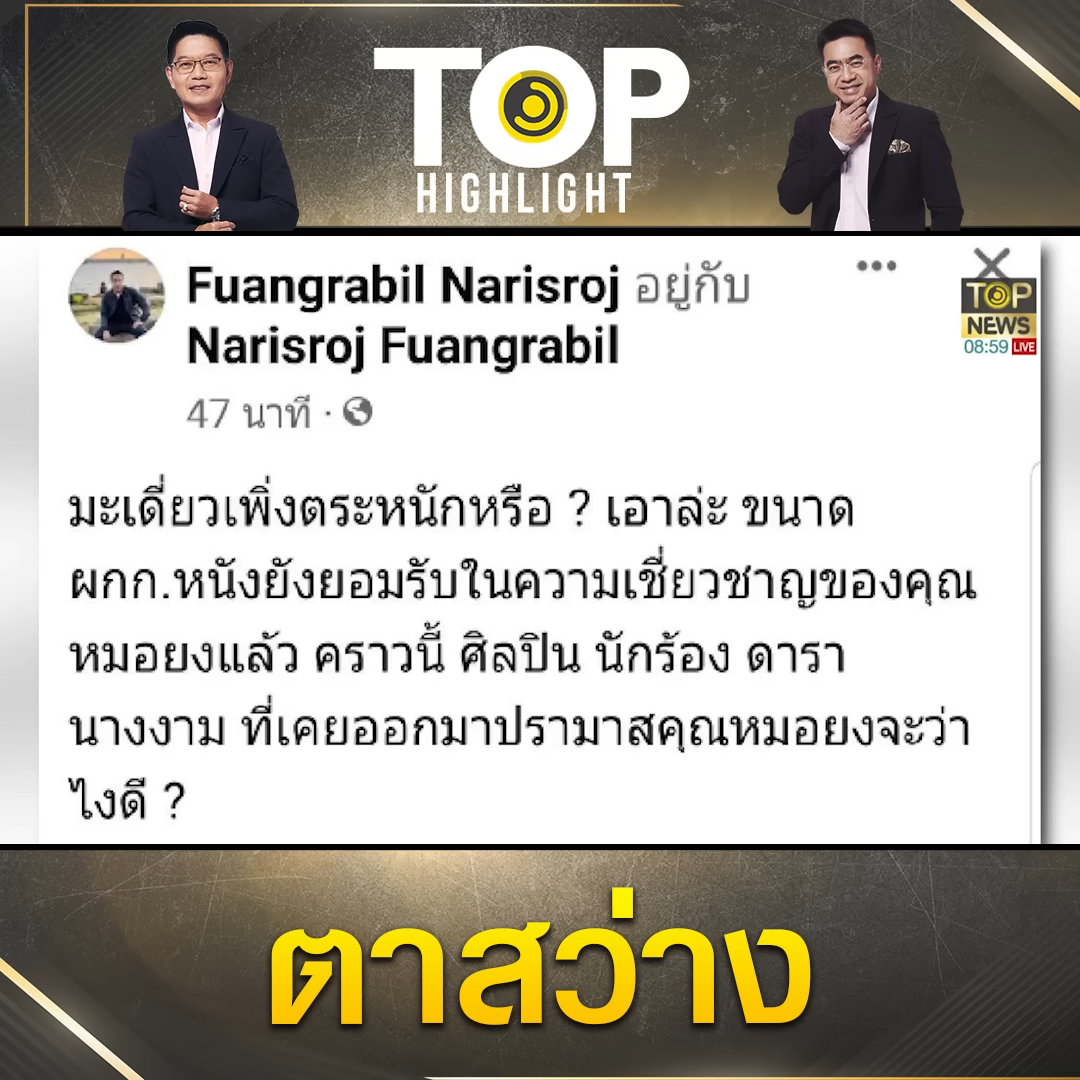 TOP
HIGHLIGHT
Fuangrabil Narisroj อยู่กับ
Narisroj Fuangrabil
47 นาที ·
TOP
NEWS
08:59 LIVE
มะเดี่ยวเพิ่งตระหนักหรือ ? เอาล่ะ ขนาด
ผกก.หนังยังยอมรับในความเชี่ยวชาญของคุณ
หมอยงแล้ว คราวนี้ ศิลปิน นักร้อง ดารา
นางงาม ที่เคยออกมาปรามาสคุณหมอยงจะว่า
ไงดี ?
ตาสว่าง